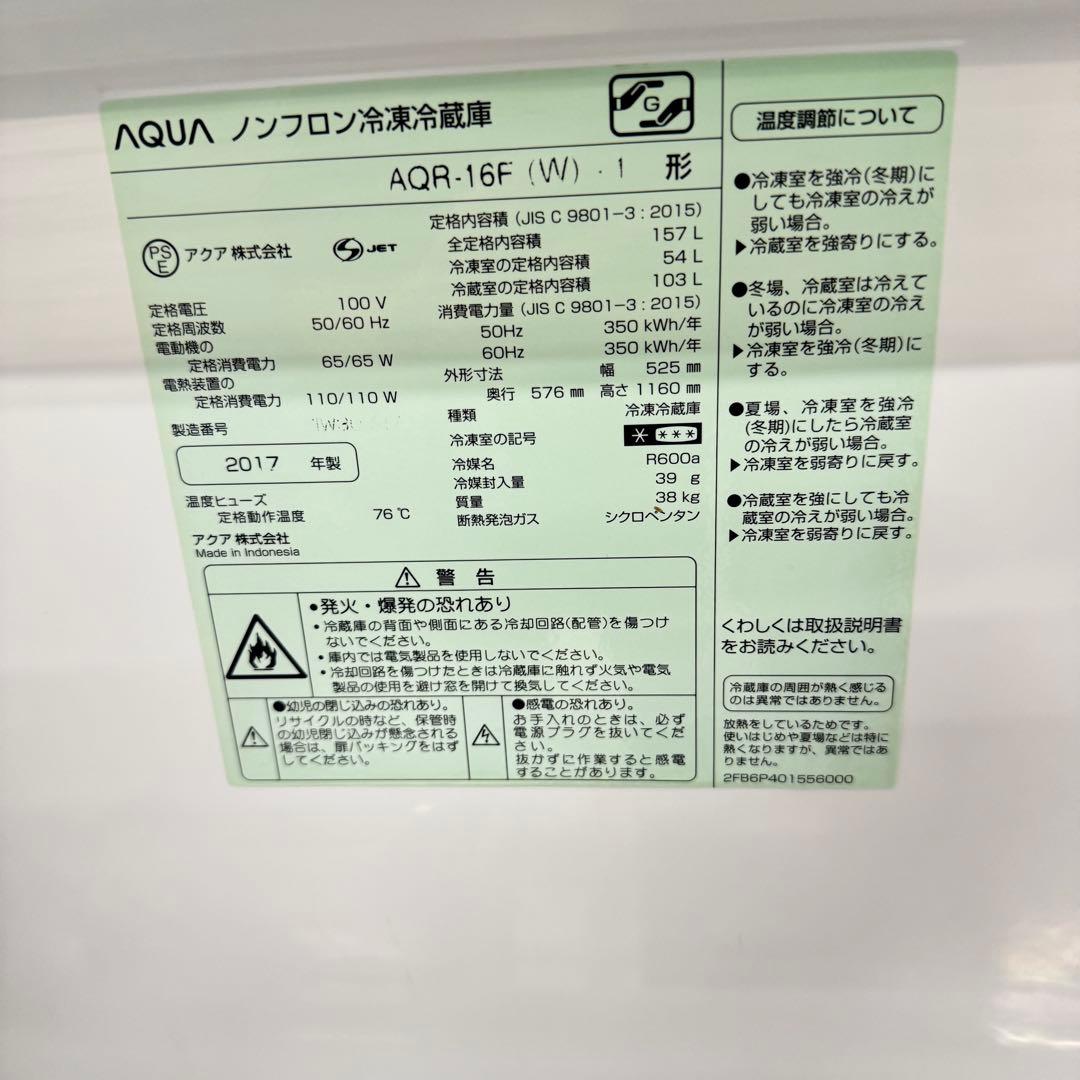 AQUA ノンフロン冷凍冷蔵庫
G
AQR-16F (W) · 1 形
PS
E
アクア 株式会社
JET
定格電圧 100 V
定格周波数 50/60 Hz
電動機の
定格消費電力 65/65 W
電熱装置の
定格消費電力 110/110 W
製造番号
2017 年製
温度ヒューズ
定格動作温度 76 ℃
アクア 株式会社
Made in Indonesia
定格内容積 (JIS C 9801−3 : 2015)
全定格内容積 157 L
冷凍室の定格内容積 54 L
冷蔵室の定格内容積 103 L
消費電力量 (JIS C 9801−3 : 2015)
50Hz 350 kWh/年
60Hz 350 kWh/年
外形寸法 幅 525 mm
奥行 576 mm 高さ 1160 mm
種類 冷凍冷蔵庫
冷凍室の記号
冷媒名 R600a
冷媒封入量 39 g
質量 38 kg
断熱発泡ガス シクロペンタン
警告
●発火・爆発の恐れあり
・冷蔵庫の背面や側面にある冷却回路(配管)を傷つけ
ないでください。
・庫内では電気製品を使用しないでください。
・冷却回路を傷つけたときは冷蔵庫に触れず火気や電気
製品の使用を避け窓を開けて換気してください。
●幼児の閉じ込みの恐れあり。
リサイクルの時など、保管時
の幼児閉じ込みが懸念される
場合は、扉パッキングをはず
してください。
●感電の恐れあり。
お手入れのときは、必ず
電源プラグを抜いてくだ
さい。
抜かずに作業すると感電
することがあります。
温度調節について
●冷凍室を強冷(冬期)に
しても冷凍室の冷えが
弱い場合。
▶冷蔵室を強寄りにする。
●冬場、冷蔵室は冷えて
いるのに冷凍室の冷え
が弱い場合。
▶冷凍室を強冷(冬期)に
する。
●夏場、冷凍室を強冷
(冬期)にしたら冷蔵室
の冷えが弱い場合。
▶冷凍室を弱寄りに戻す。
●冷蔵室を強にしても冷
蔵室の冷えが弱い場合。
▶冷凍室を弱寄りに戻す。
くわしくは取扱説明書
をお読みください。
冷蔵庫の周囲が熱く感じる
のは異常ではありません。
放熱をしているためです。
使いはじめや夏場などは特に
熱くなりますが、異常ではあ
りません。
2FB6P401556000